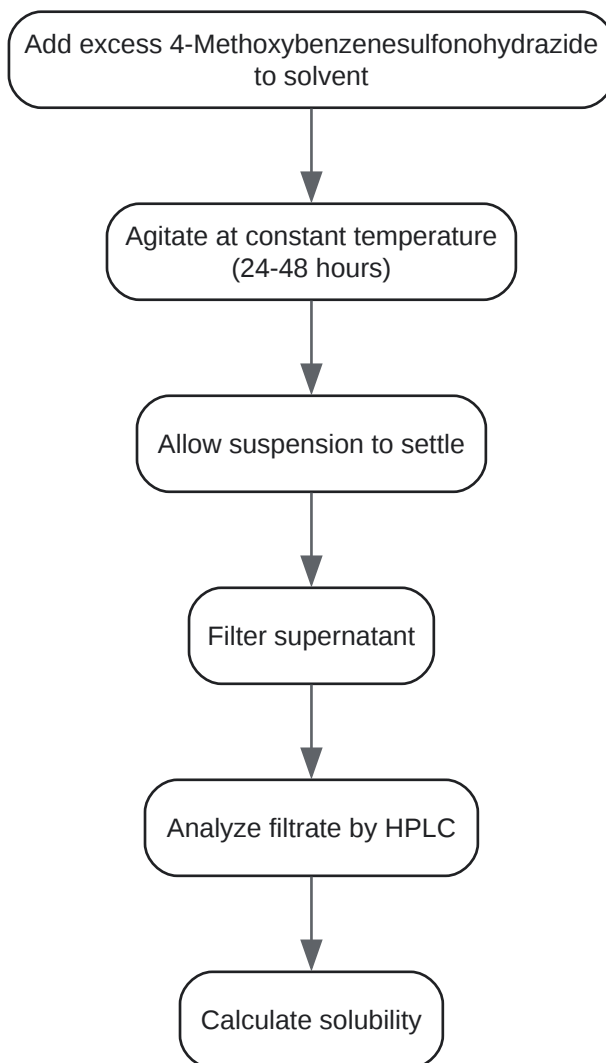 Add excess 4-Methoxybenzenesulfonohydrazide
to solvent
Agitate at constant temperature
(24-48 hours)
Allow suspension to settle
Filter supernatant
Analyze filtrate by HPLC
Calculate solubility